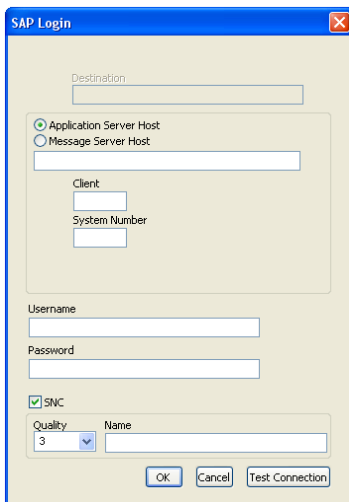 SAP Login
Destination
Application Server Host
Message Server Host
Client
System Number
Username
Password
SNC
Quality Name
3
OK Cancel Test Connection